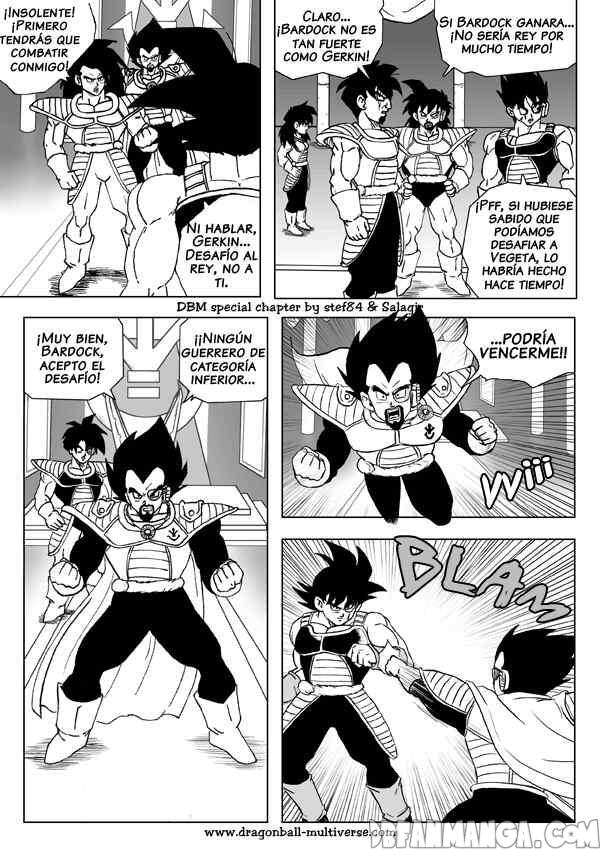 ¡INSOLENTE!
¡PRIMERO
TENDRÁS QUE
COMBATIR
CONMIGO!
NI HABLAR,
GERKIN...
DESAFÍO AL
REY, NO A
TI.
CLARO...
¡BARDOCK NO ES
TAN FUERTE
COMO GERKIN!
SI BARDOCK GANARA...
¡NO SERÍA REY POR
MUCHO TIEMPO!
¡PFF, SI HUBIESE
SABIDO QUE
PODÍAMOS
DESAFIAR A
VEGETA, LO
HABRÍA HECHO
HACE TIEMPO!
DBM special chapter by stef84 & Salagir
¡MUY BIEN,
BARDOCK,
ACEPTO EL
DESAFÍO!
¡¡NINGÚN
GUERRERO DE
CATEGORÍA
INFERIOR...
...PODRÍA
VENCERME!!
VViii
BLAM
www.dragonball-multiverse.com
DBFANMANGA.COM